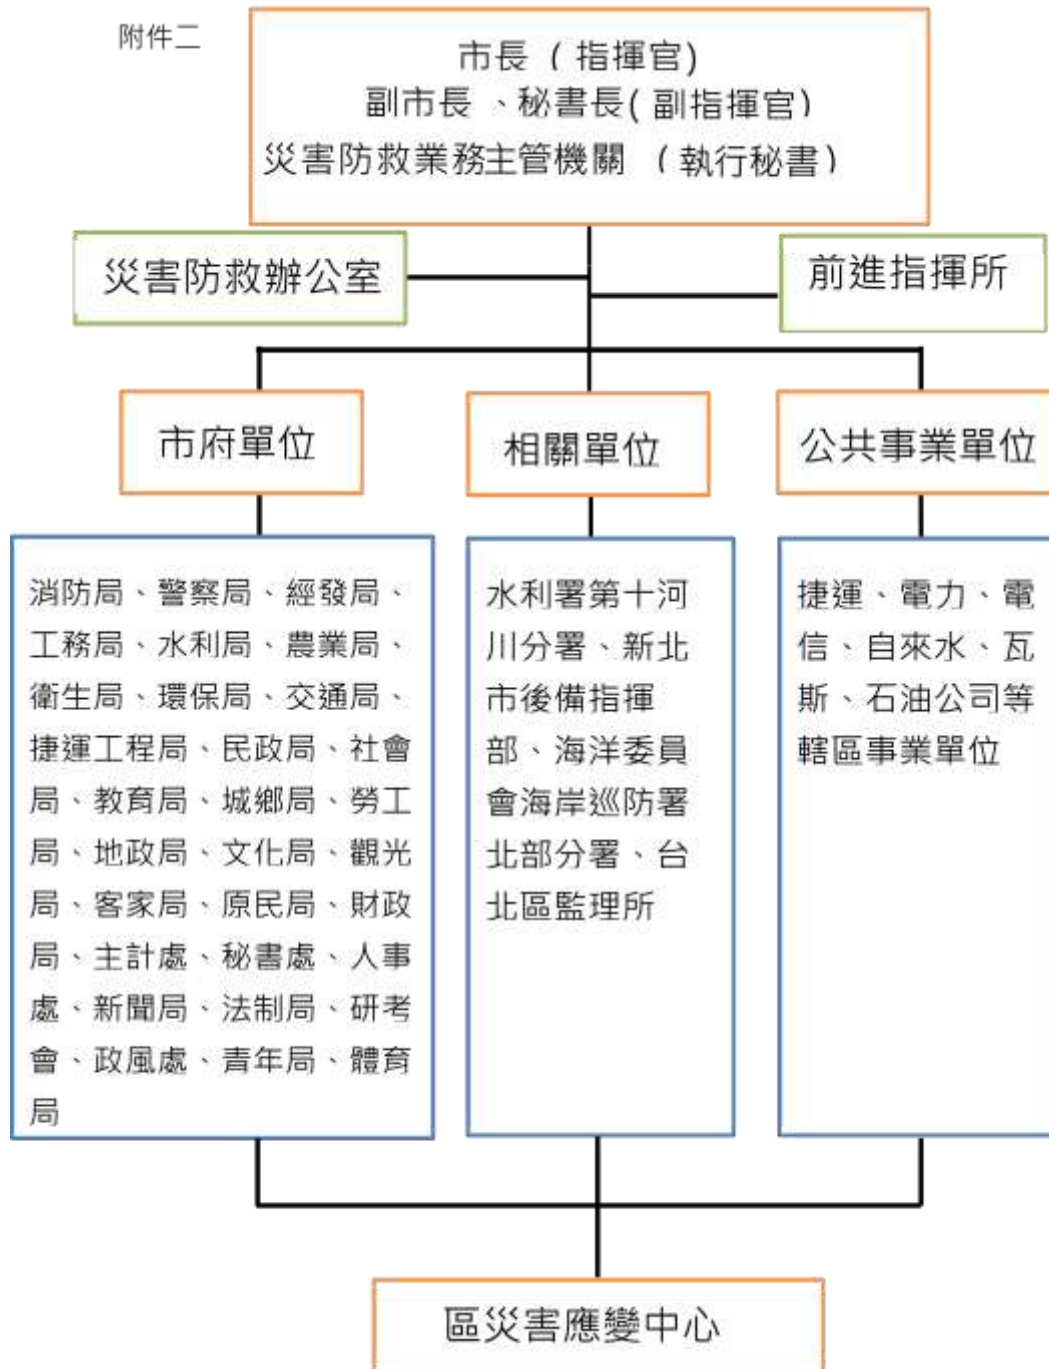 附件二
市長 ( 指揮官)
副市長 、秘書長( 副指揮官)
災害防救業務主管機關 ( 執行秘書)
災害防救辦公室
前進指揮所
市府單位
相關單位
公共事業單位
消防局、警察局、經發局、
工務局、水利局、農業局、
衛生局、環保局、交通局、
捷運工程局、民政局、社會
局、教育局、城鄉局、勞工
局、地政局、文化局、觀光
局、客家局、原民局、財政
局、主計處、秘書處、人事
處、新聞局、法制局、研考
會、政風處、青年局、體育
局
水利署第十河
川分署、新北
市後備指揮
部、海洋委員
會海岸巡防署
北部分署、台
北區監理所
捷運、電力、電
信、自來水、瓦
斯、石油公司等
轄區事業單位
區災害應變中心